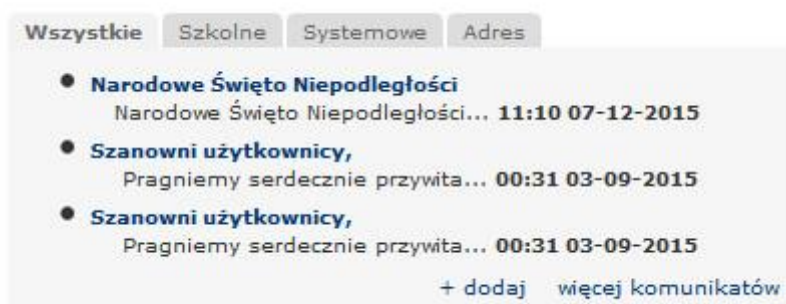 Wszystkie Szkolne Systemowe Adres
Narodowe Święto Niepodległości
Narodowe Święto Niepodległości... 11:10 07-12-2015
Szanowni użytkownicy,
Pragniemy serdecznie przywita... 00:31 03-09-2015
Szanowni użytkownicy,
Pragniemy serdecznie przywita... 00:31 03-09-2015
+ dodaj więcej komunikatów